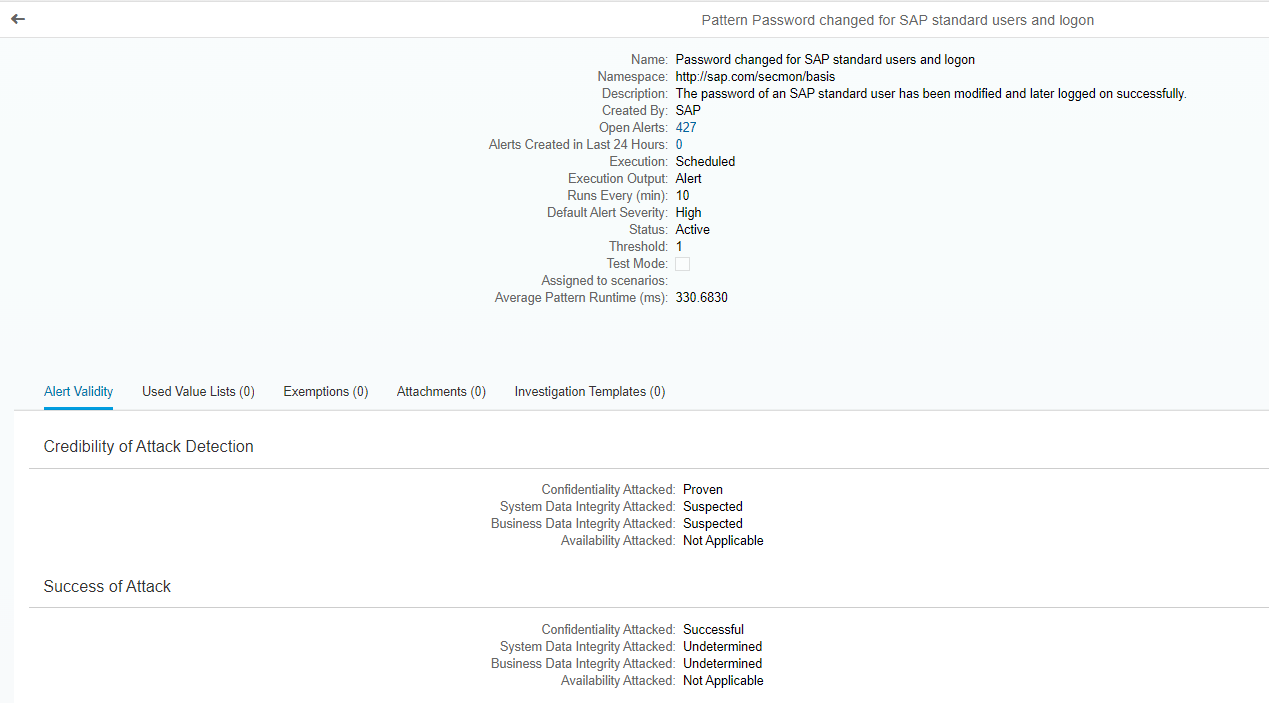 Pattern Password changed for SAP standard users and logon
Name: Password changed for SAP standard users and logon
Namespace: http://sap.com/secmon/basis
Description: The password of an SAP standard user has been modified and later logged on successfully.
Created By: SAP
Open Alerts: 427
Alerts Created in Last 24 Hours: 0
Execution: Scheduled
Execution Output: Alert
Runs Every (min): 10
Default Alert Severity: High
Status: Active
Threshold: 1
Test Mode:
Assigned to scenarios:
Average Pattern Runtime (ms): 330.6830
Alert Validity Used Value Lists (0) Exemptions (0) Attachments (0) Investigation Templates (0)
Credibility of Attack Detection
Confidentiality Attacked: Proven
System Data Integrity Attacked: Suspected
Business Data Integrity Attacked: Suspected
Availability Attacked: Not Applicable
Success of Attack
Confidentiality Attacked: Successful
System Data Integrity Attacked: Undetermined
Business Data Integrity Attacked: Undetermined
Availability Attacked: Not Applicable